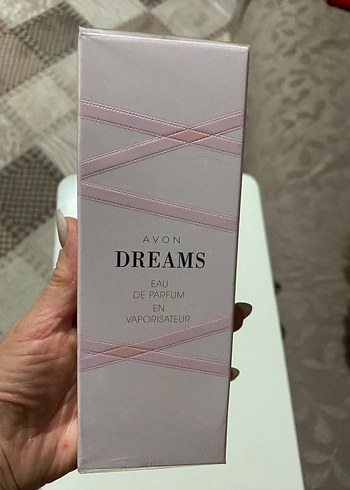 AVON
DREAMS
EAU
DE PARFUM
EN
VAPORISATEUR